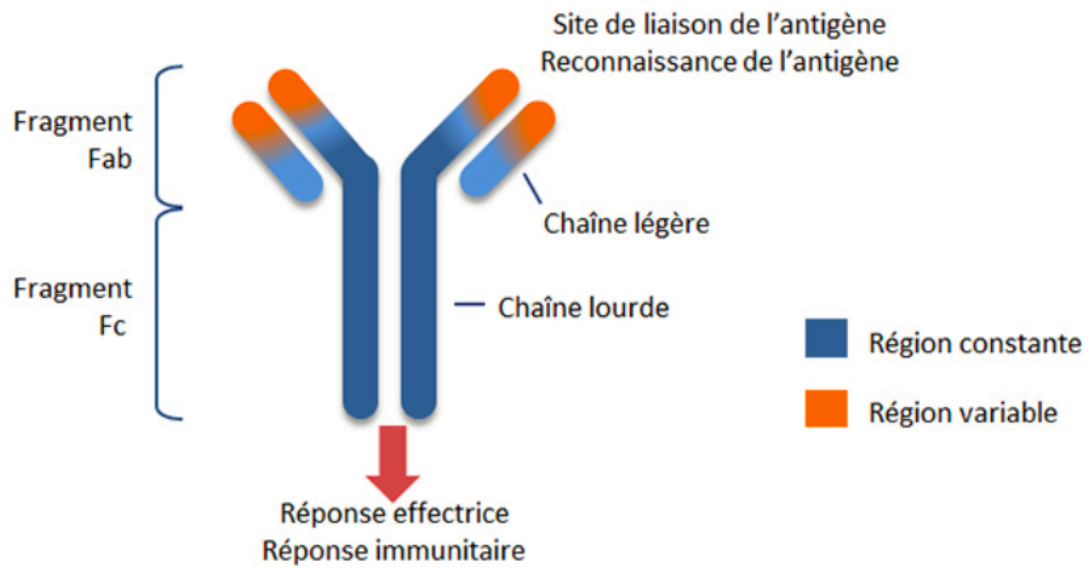 Site de liaison de l'antigène
Reconnaissance de l'antigène
Fragment
Fab
Chaîne légère
Fragment
Fc
Chaîne lourde
Région constante
Région variable
Réponse effectrice
Réponse immunitaire